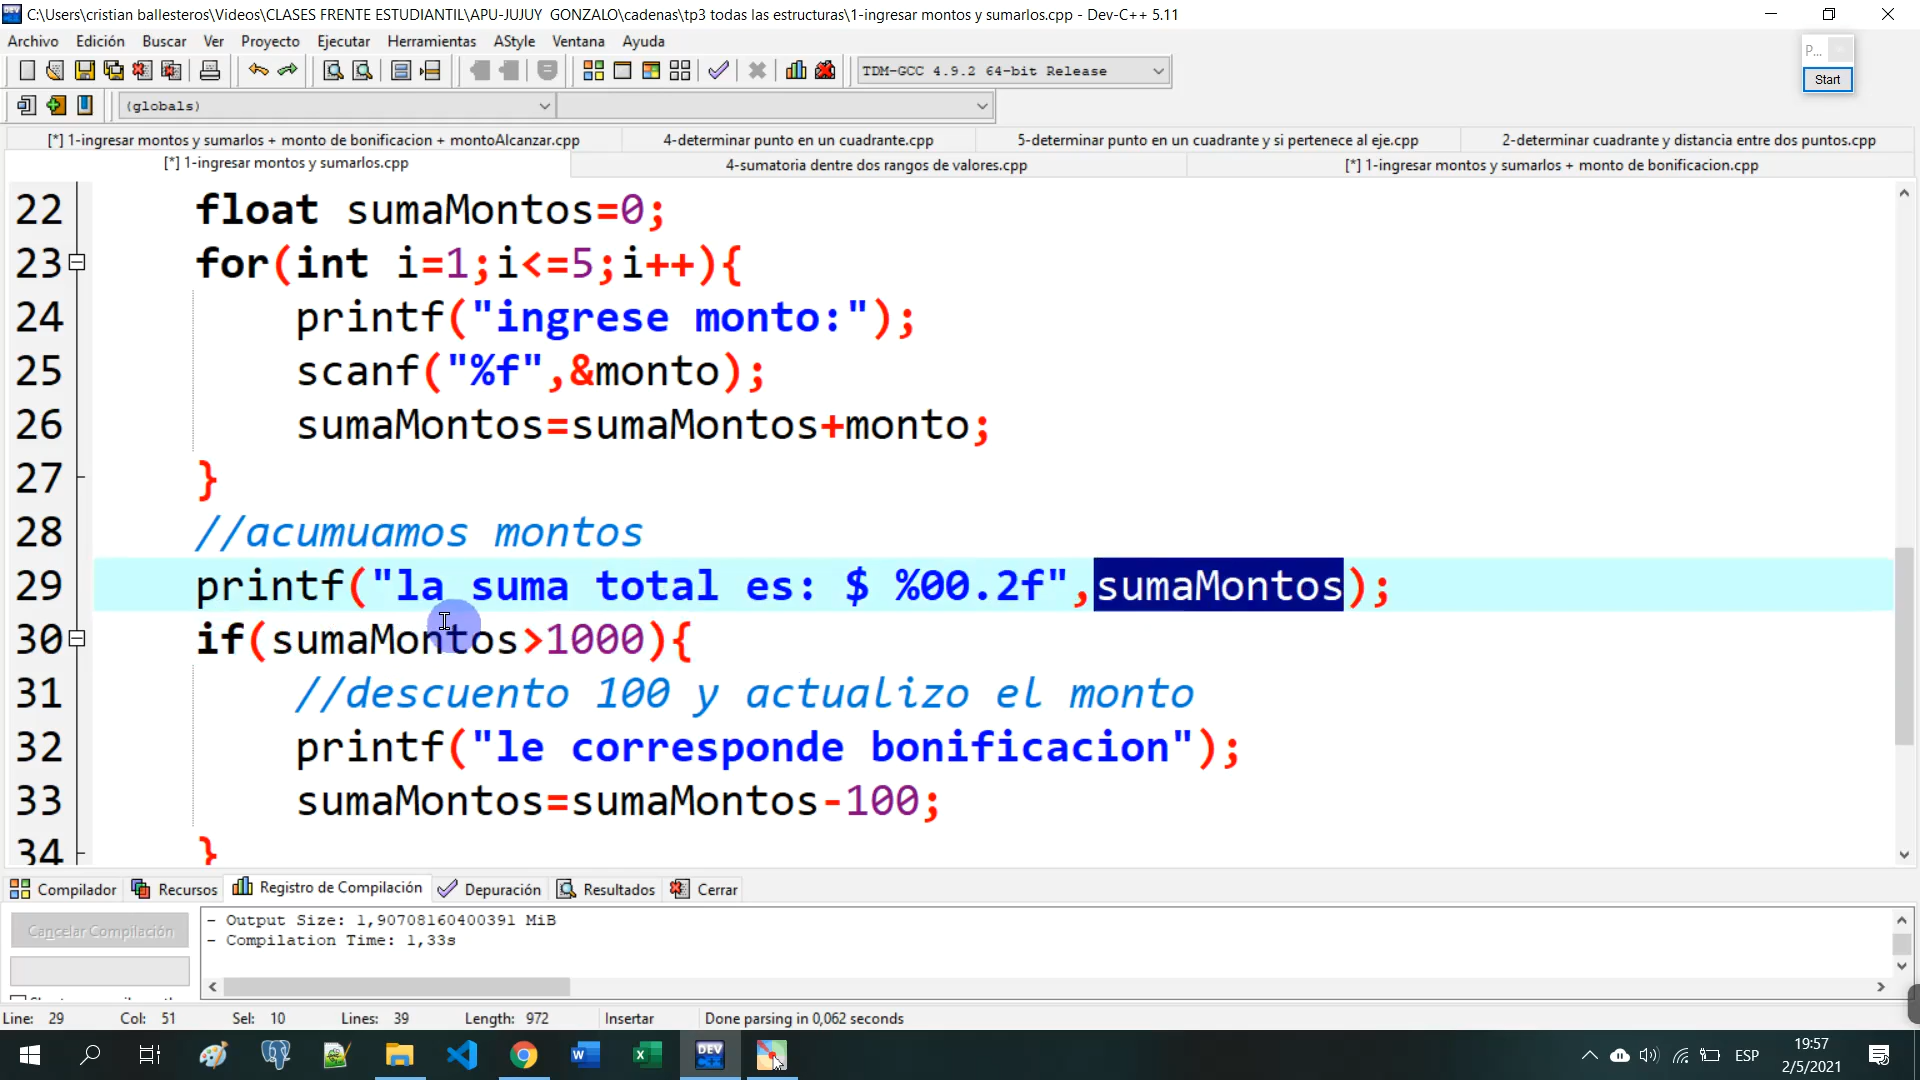 C:\Users\cristian ballesteros\Videos\CLASES FRENTE ESTUDIANTIL\APU-JUJUY  GONZALO\cadenas\tp3 todas las estructuras\1-ingresar montos y sumarlos.cpp - Dev-C++ 5.11
Archivo Edición Buscar Ver Proyecto Ejecutar Herramientas AStyle Ventana Ayuda
P...
TDM-GCC 4.9.2 64-bit Release
Start
(globals)
[*] 1-ingresar montos y sumarlos + monto de bonificacion + montoAlcanzar.cpp 4-determinar punto en un cuadrante.cpp 5-determinar punto en un cuadrante y si pertenece al eje.cpp 2-determinar cuadrante y distancia entre dos puntos.cpp
[*] 1-ingresar montos y sumarlos.cpp 4-sumatoria dentre dos rangos de valores.cpp [*] 1-ingresar montos y sumarlos + monto de bonificacion.cpp
22 float sumaMontos=0;
23 for(int i=1;i<=5;i++){
24 printf("ingrese monto:");
25 scanf("%f",&monto);
26 sumaMontos=sumaMontos+monto;
27 }
28 //acumuamos montos
29 printf("la suma total es: $ %00.2f",sumaMontos);
30 if(sumaMontos>1000){
31 //descuento 100 y actualizo el monto
32 printf("le corresponde bonificacion");
33 sumaMontos=sumaMontos-100;
34 }
Compilador Recursos Registro de Compilación Depuración Resultados Cerrar
Cancelar Compilación
- Output Size: 1,90708160400391 MiB
- Compilation Time: 1,33s
Line: 29 Col: 51 Sel: 10 Lines: 39 Length: 972 Insertar Done parsing in 0,062 seconds
DEV
ESP
19:57
2/5/2021